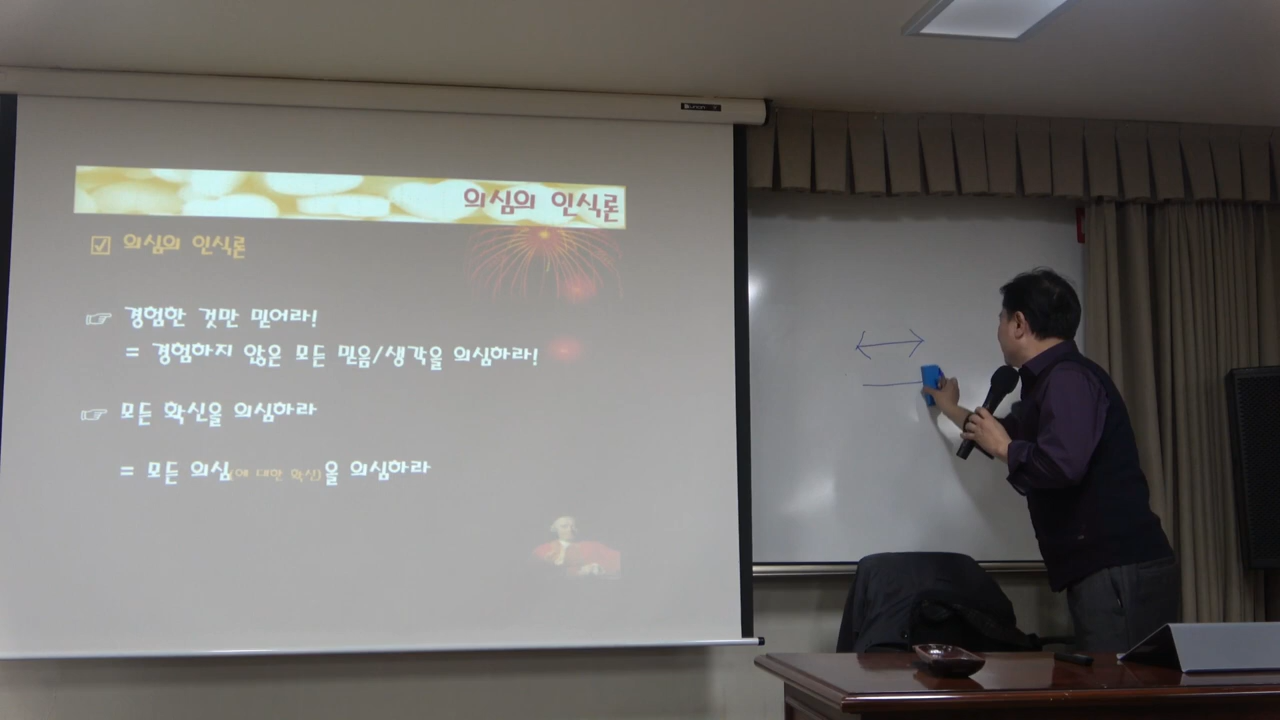 의심의 인식론
☑ 의심의 인식론
☞ 경험한 것만 믿어라!
= 경험하지 않은 모든 믿음/생각을 의심하라!
☞ 모든 확신을 의심하라
= 모든 의심(에 대한 확신)을 의심하라